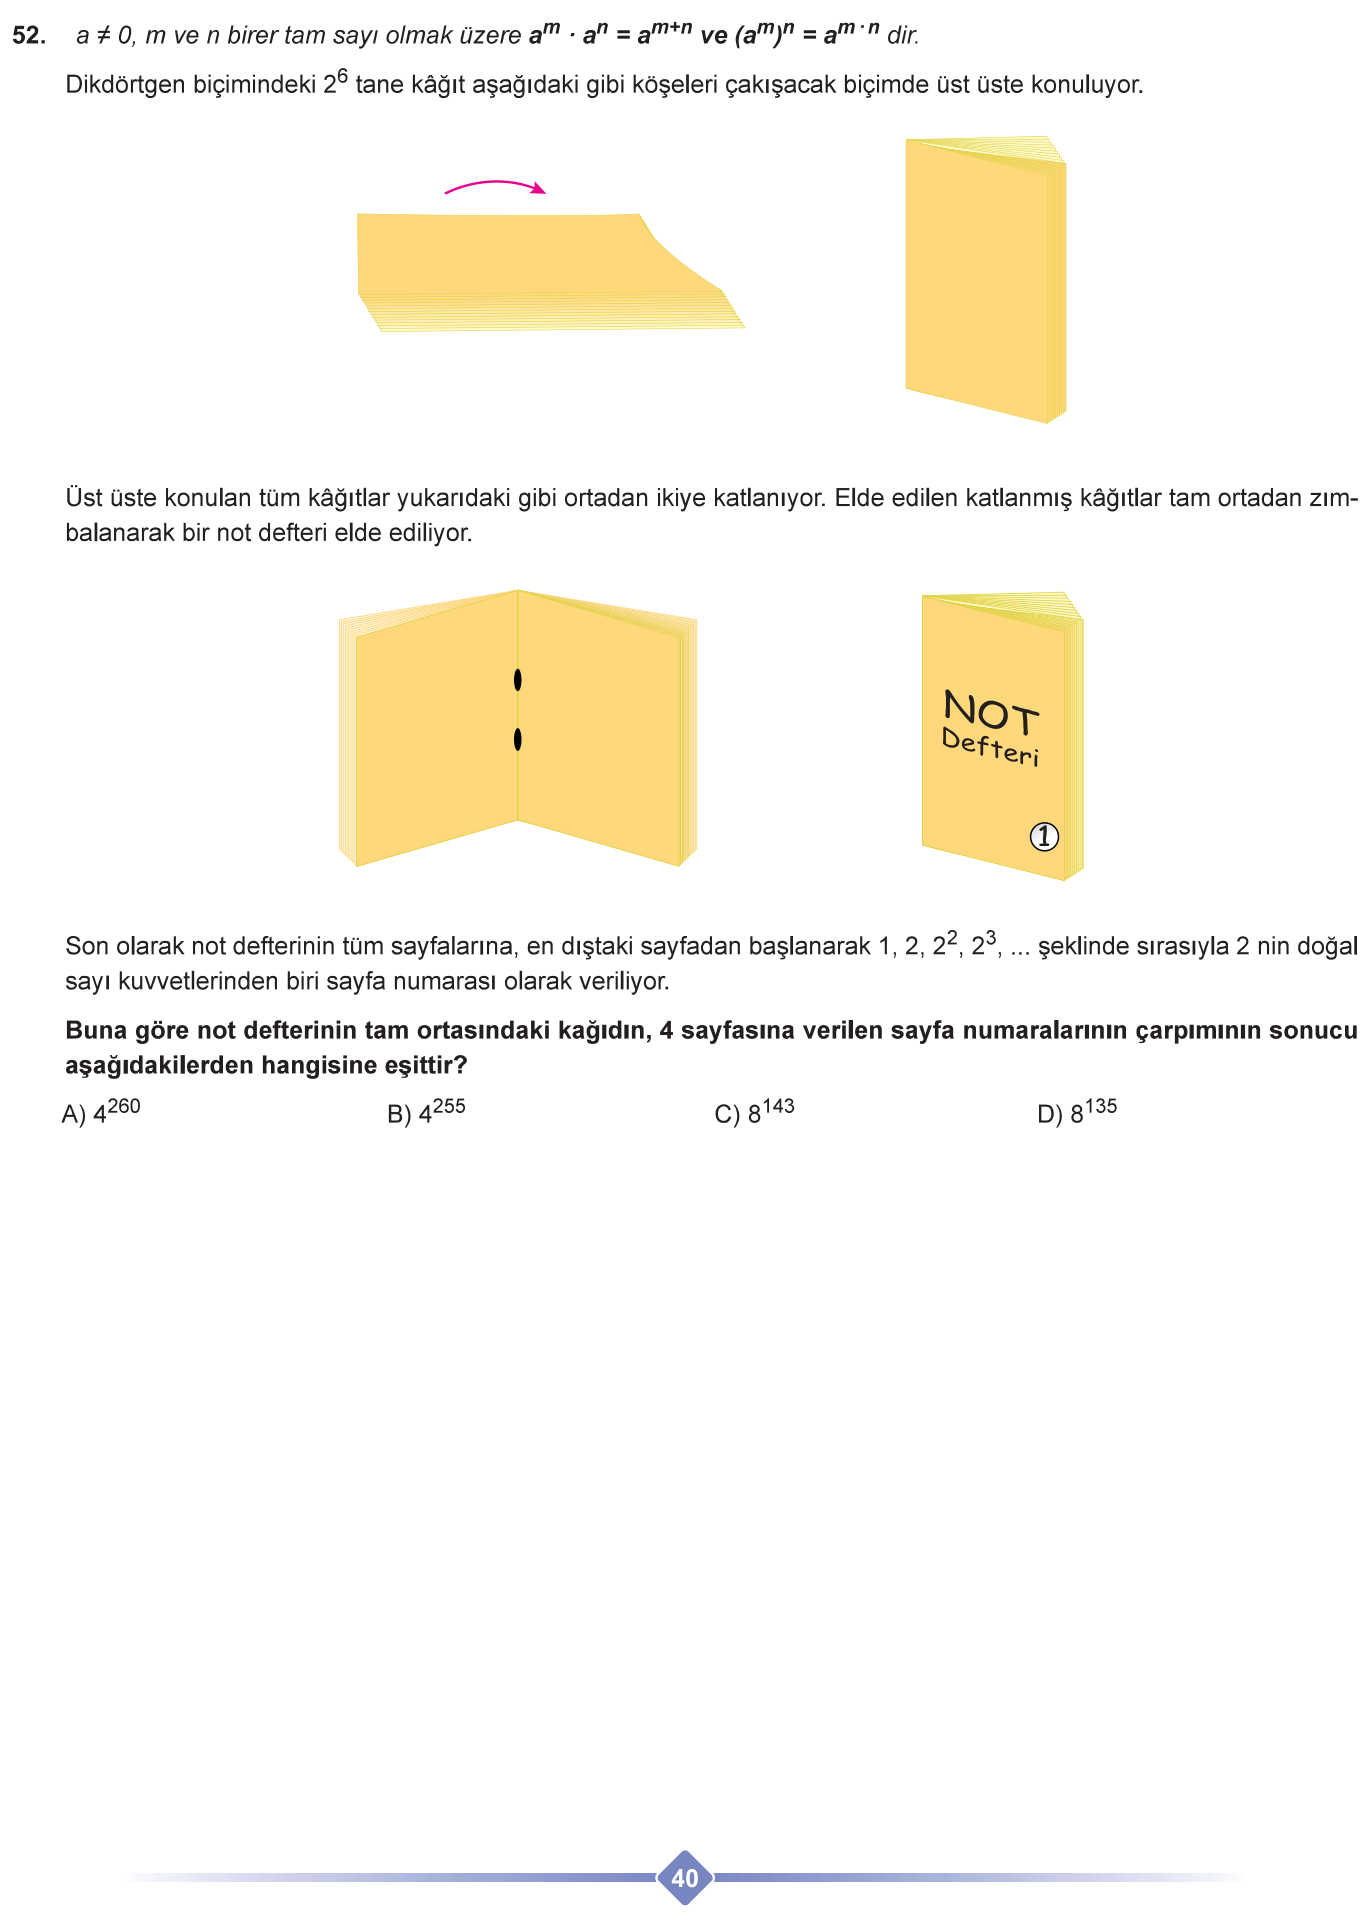 52. a ≠ 0, m ve n birer tam sayı olmak üzere aᵐ · aⁿ = aᵐ⁺ⁿ ve (aᵐ)ⁿ = aᵐ˙ⁿ dir.
Dikdörtgen biçimindeki 2⁶ tane kâğıt aşağıdaki gibi köşeleri çakışacak biçimde üst üste konuluyor.
Üst üste konulan tüm kâğıtlar yukarıdaki gibi ortadan ikiye katlanıyor. Elde edilen katlanmış kâğıtlar tam ortadan zım-
balanarak bir not defteri elde ediliyor.
NOT
Defteri
1
Son olarak not defterinin tüm sayfalarına, en dıştaki sayfadan başlanarak 1, 2, 2², 2³, ... şeklinde sırasıyla 2 nin doğal
sayı kuvvetlerinden biri sayfa numarası olarak veriliyor.
Buna göre not defterinin tam ortasındaki kağıdın, 4 sayfasına verilen sayfa numaralarının çarpımının sonucu
aşağıdakilerden hangisine eşittir?
A) 4²⁶⁰ B) 4²⁵⁵ C) 8¹⁴³ D) 8¹³⁵
40